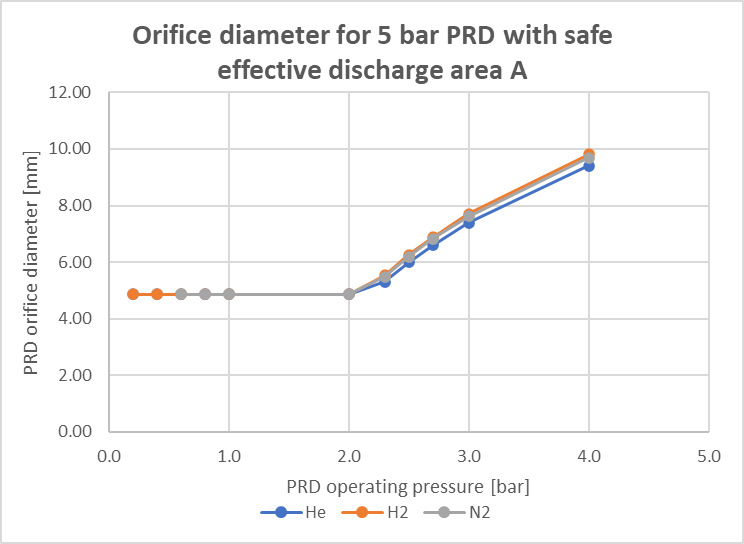 Orifice diameter for 5 bar PRD with safe
effective discharge area A
12.00
10.00
8.00
6.00
4.00
2.00
0.00
PRD orifice diameter [mm]
0.0 1.0 2.0 3.0 4.0 5.0
PRD operating pressure [bar]
He H2 N2